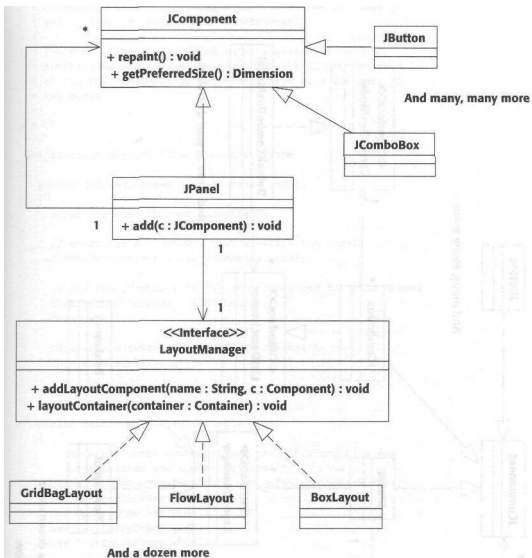 JComponent
*
+ repaint() : void
+ getPreferredSize() : Dimension
JButton
And many, many more
JComboBox
JPanel
1
+ add(c : JComponent) : void
1
1
<<Interface>>
LayoutManager
+ addLayoutComponent(name : String, c : Component) : void
+ layoutContainer(container : Container) : void
GridBagLayout
FlowLayout
BoxLayout
And a dozen more